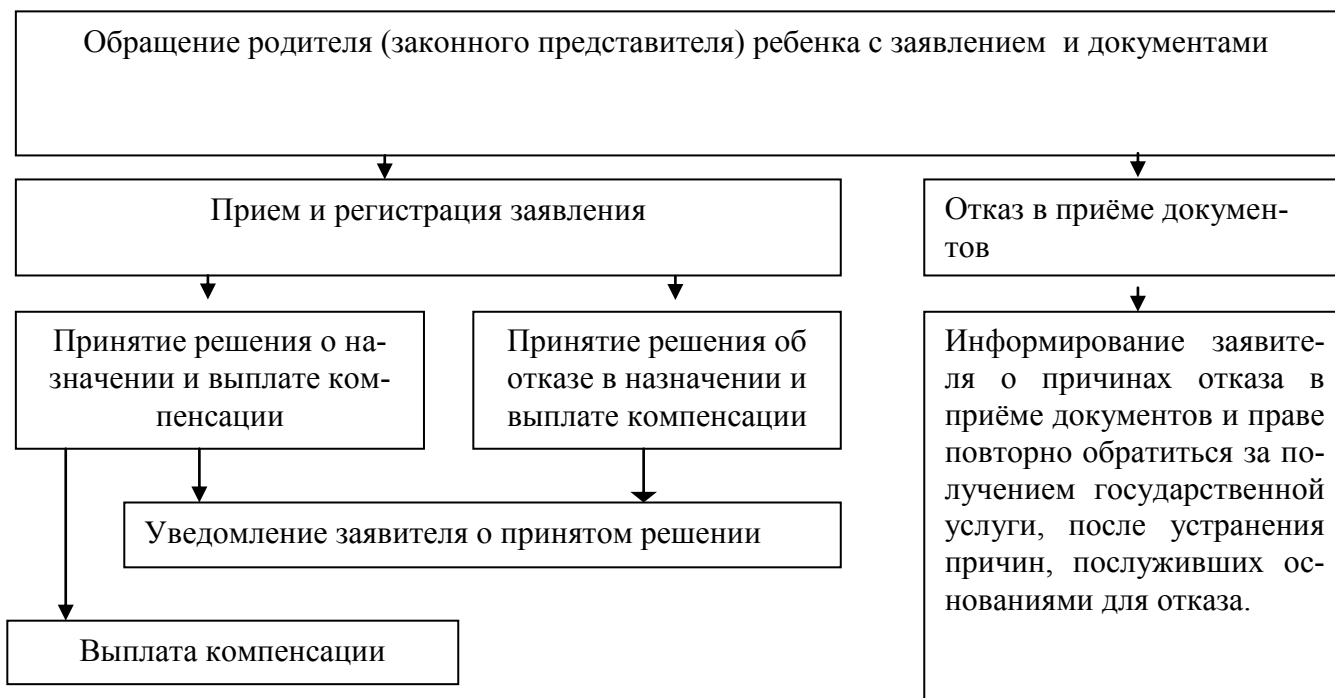 Обращение родителя (законного представителя) ребенка с заявлением и документами
Прием и регистрация заявления
Отказ в приёме докумен-
тов
Принятие решения о на-
значении и выплате ком-
пенсации
Принятие решения об
отказе в назначении и
выплате компенсации
Информирование заявите-
ля о причинах отказа в
приёме документов и праве
повторно обратиться за по-
лучением государственной
услуги, после устранения
причин, послуживших ос-
нованиями для отказа.
Уведомление заявителя о принятом решении
Выплата компенсации